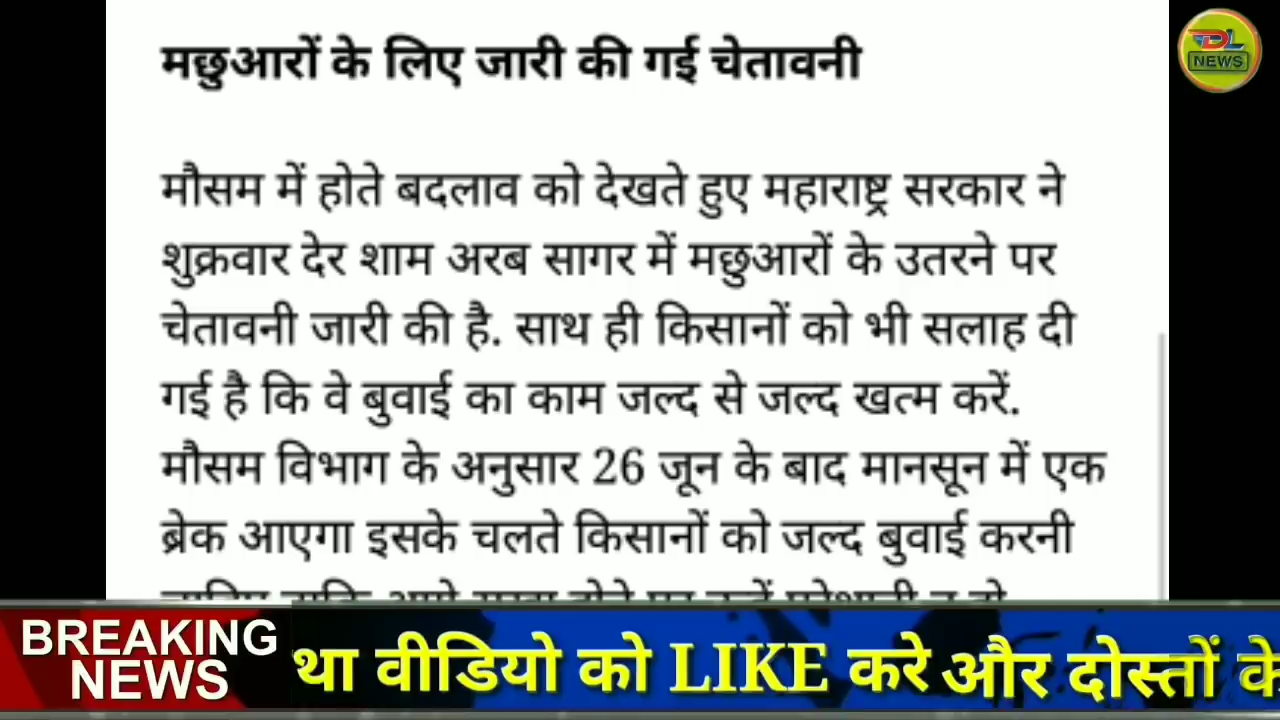 मछुआरों के लिए जारी की गई चेतावनी
DL
NEWS
मौसम में होते बदलाव को देखते हुए महाराष्ट्र सरकार ने
शुक्रवार देर शाम अरब सागर में मछुआरों के उतरने पर
चेतावनी जारी की है. साथ ही किसानों को भी सलाह दी
गई है कि वे बुवाई का काम जल्द से जल्द खत्म करें.
मौसम विभाग के अनुसार 26 जून के बाद मानसून में एक
ब्रेक आएगा इसके चलते किसानों को जल्द बुवाई करनी
BREAKING
NEWS
था वीडियो को LIKE करे और दोस्तों के